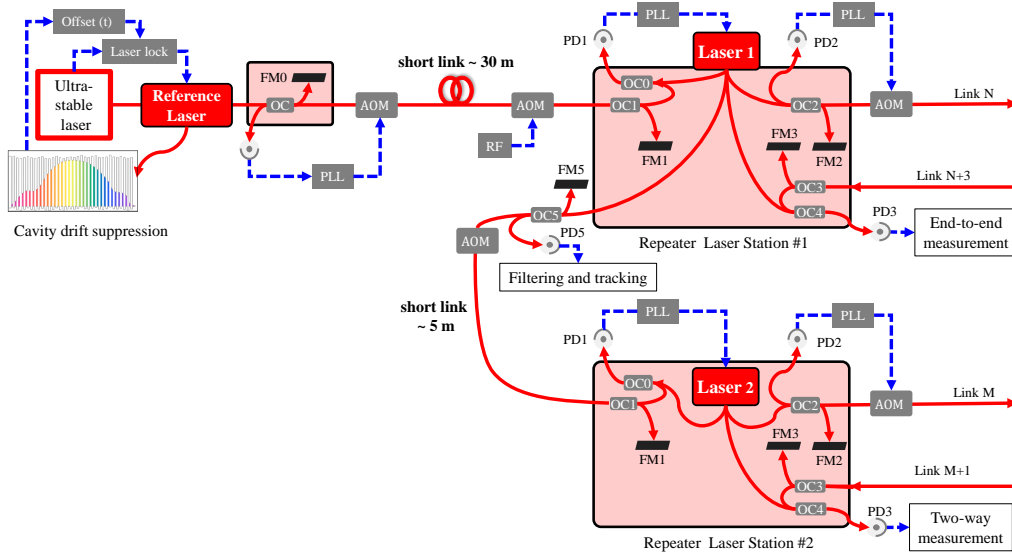 Offset (t)
Laser lock
Ultra-
stable
laser
Reference
Laser
Cavity drift suppression
FM0
OC
PLL
AOM
short link ~ 30 m
AOM
RF
PLL
PD1
Laser 1
OC0
OC1
FM1
PLL
PD2
OC2
AOM
Link N
FM3
FM2
OC3
Link N+3
OC4
PD3
End-to-end
measurement
Repeater Laser Station #1
FM5
OC5
AOM
PD5
Filtering and tracking
short link
~ 5 m
PLL
PD1
Laser 2
OC0
OC1
FM1
PLL
PD2
OC2
AOM
Link M
FM3
FM2
OC3
Link M+1
OC4
PD3
Two-way
measurement
Repeater Laser Station #2